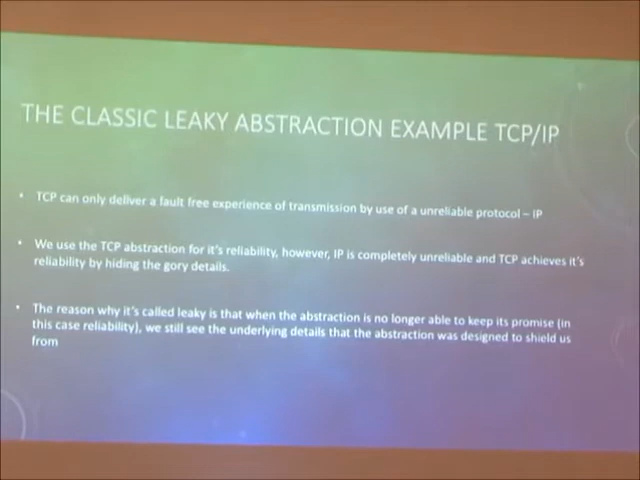 THE CLASSIC LEAKY ABSTRACTION EXAMPLE TCP/IP
• TCP can only deliver a fault free experience of transmission by use of a unreliable protocol – IP
• We use the TCP abstraction for it's reliability, however, IP is completely unreliable and TCP achieves it's
reliability by hiding the gory details.
• The reason why it's called leaky is that when the abstraction is no longer able to keep its promise (in
this case reliability), we still see the underlying details that the abstraction was designed to shield us
from